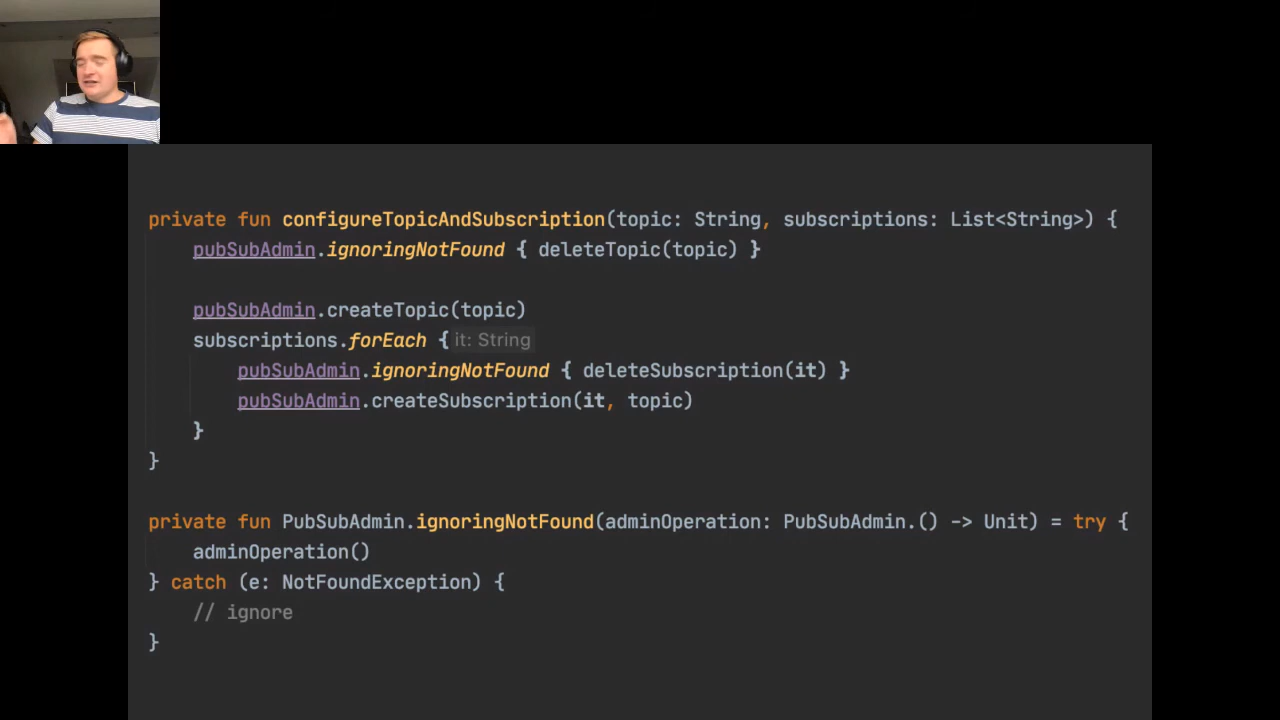 private fun configureTopicAndSubscription(topic: String, subscriptions: List<String>) {
pubSubAdmin.ignoringNotFound { deleteTopic(topic) }
pubSubAdmin.createTopic(topic)
subscriptions.forEach { it: String
pubSubAdmin.ignoringNotFound { deleteSubscription(it) }
pubSubAdmin.createSubscription(it, topic)
}
}
private fun PubSubAdmin.ignoringNotFound(adminOperation: PubSubAdmin.() -> Unit) = try {
adminOperation()
} catch (e: NotFoundException) {
// ignore
}